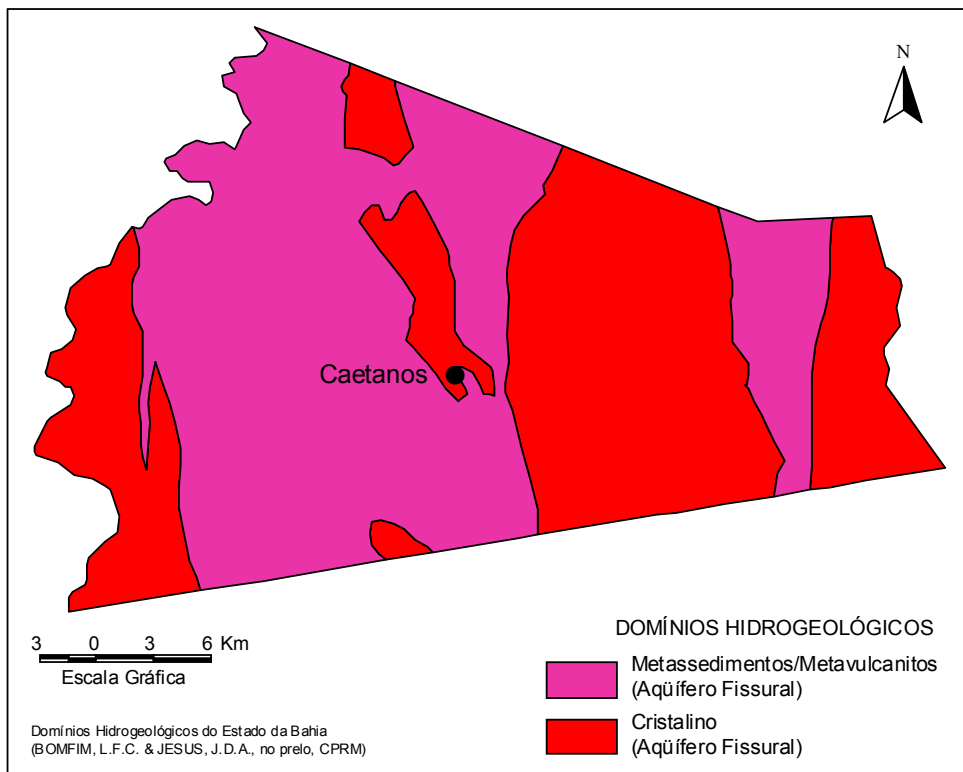 N
Caetanos
3 0 3 6 Km
Escala Gráfica
DOMÍNIOS HIDROGEOLÓGICOS
Metassedimentos/Metavulcanitos
(Aqüífero Fissural)
Cristalino
(Aqüífero Fissural)
Domínios Hidrogeológicos do Estado da Bahia
(BOMFIM, L.F.C. & JESUS, J.D.A., no prelo, CPRM)